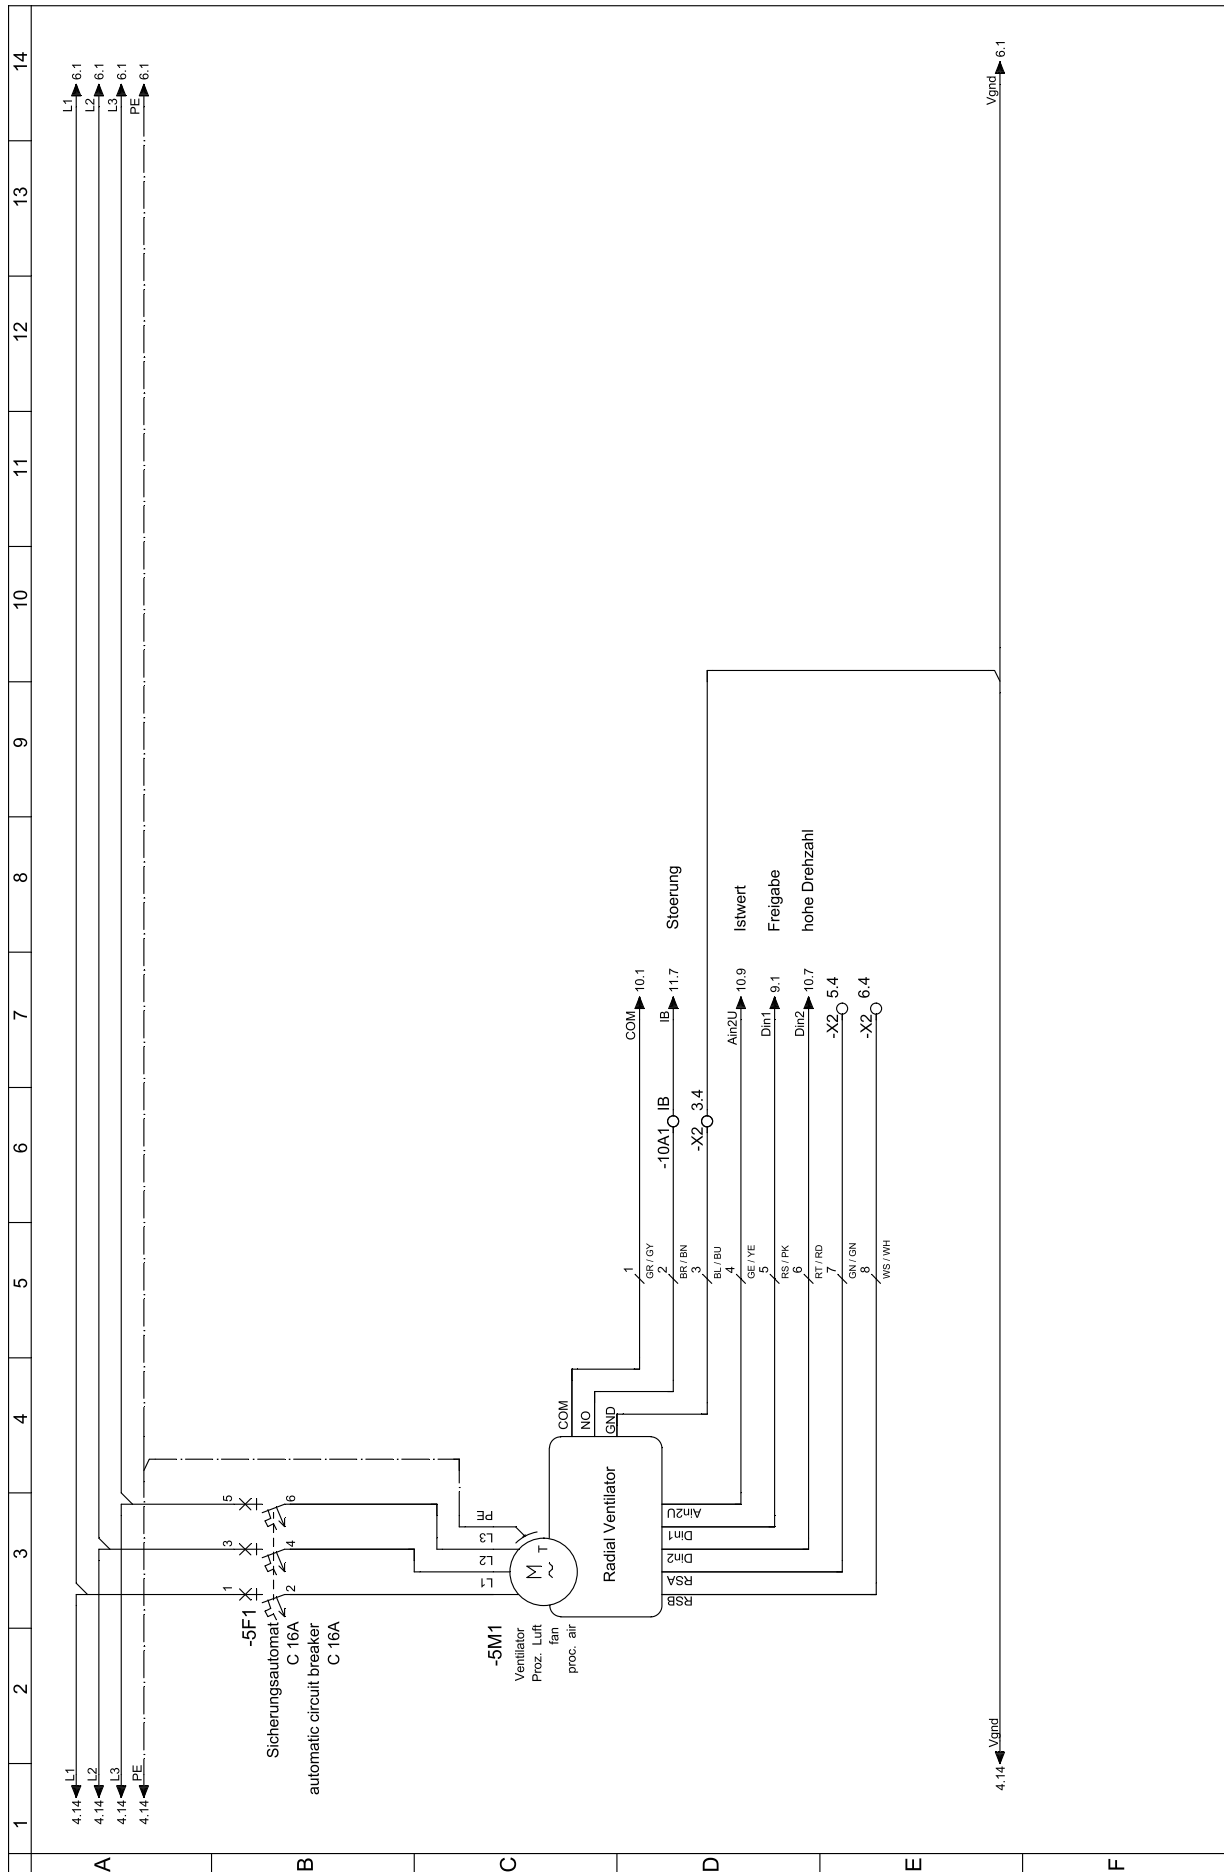 1 2 3 4 5 6 7 8 9 10 11 12 13 14
A
B
C
D
E
F
4.14 L1
L1 6.1
4.14 L2
L2 6.1
4.14 L3
L3 6.1
4.14 PE
PE 6.1
-5F1
Sicherungsautomat
C 16A
automatic circuit breaker
C 16A
1 3 5
2 4 6
-5M1
Ventilator
Proz. Luft
fan
proc. air
L1 L2 L3 PE
M
~
T
Radial Ventilator
COM
NO
GND
RSB RSA Din2 Din1 Ain2U
1
GR / GY
COM 10.1
2
BR / BN
-10A1 IB
IB 11.7
Stoerung
3
BL / BU
-X2 3.4
4
GE / YE
Ain2U 10.9
Istwert
5
RS / PK
Din1 9.1
Freigabe
6
RT / RD
Din2 10.7
hohe Drehzahl
7
GN / GN
-X2 5.4
8
WS / WH
-X2 6.4
4.14 Vgnd
Vgnd 6.1